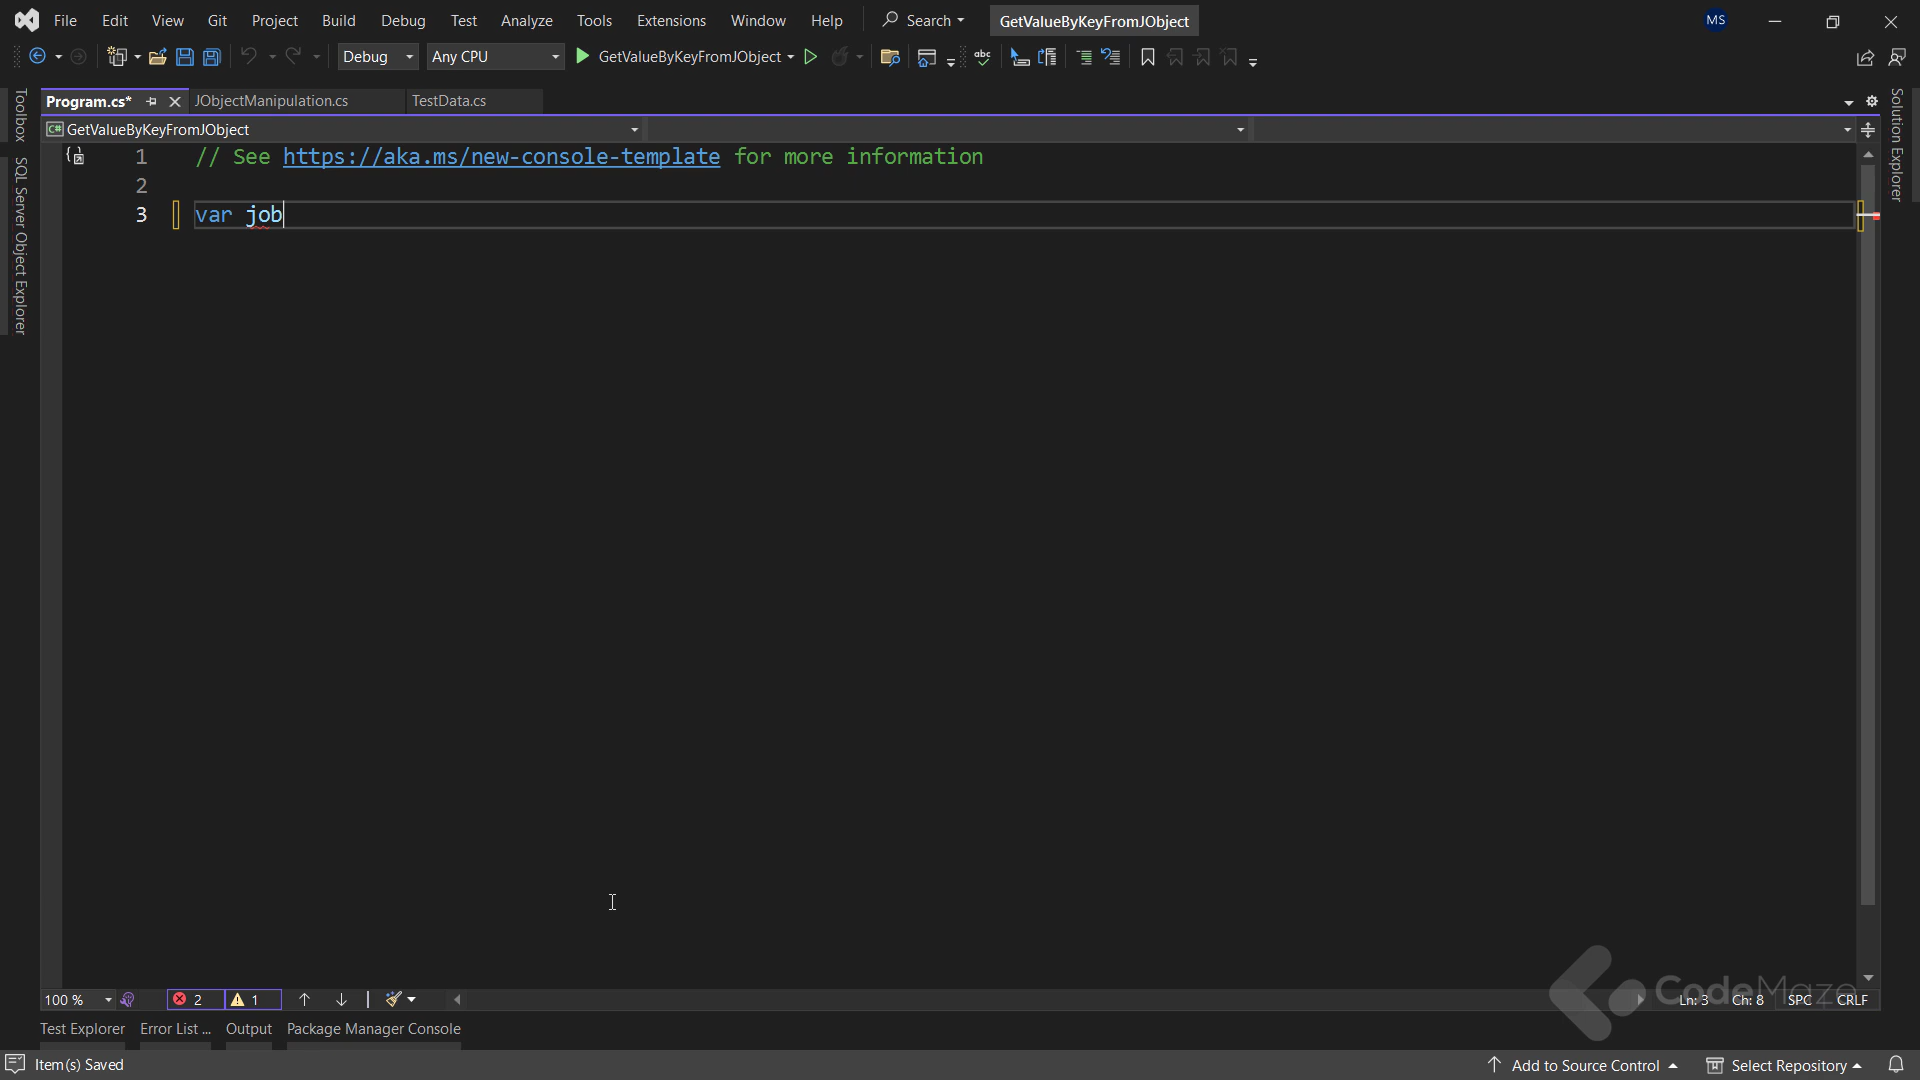 File Edit View Git Project Build Debug Test Analyze Tools Extensions Window Help Search GetValueByKeyFromJObject MS
Debug Any CPU GetValueByKeyFromJObject abc
Program.cs* JObjectManipulation.cs TestData.cs
C# GetValueByKeyFromJObject
1 // See https://aka.ms/new-console-template for more information
2
3 var job
Toolbox
SQL Server Object Explorer
Solution Explorer
100 % 2 1 Ln: 3 Ch: 8 SPC CRLF
CodeMaze
Test Explorer Error List ... Output Package Manager Console
Item(s) Saved Add to Source Control Select Repository